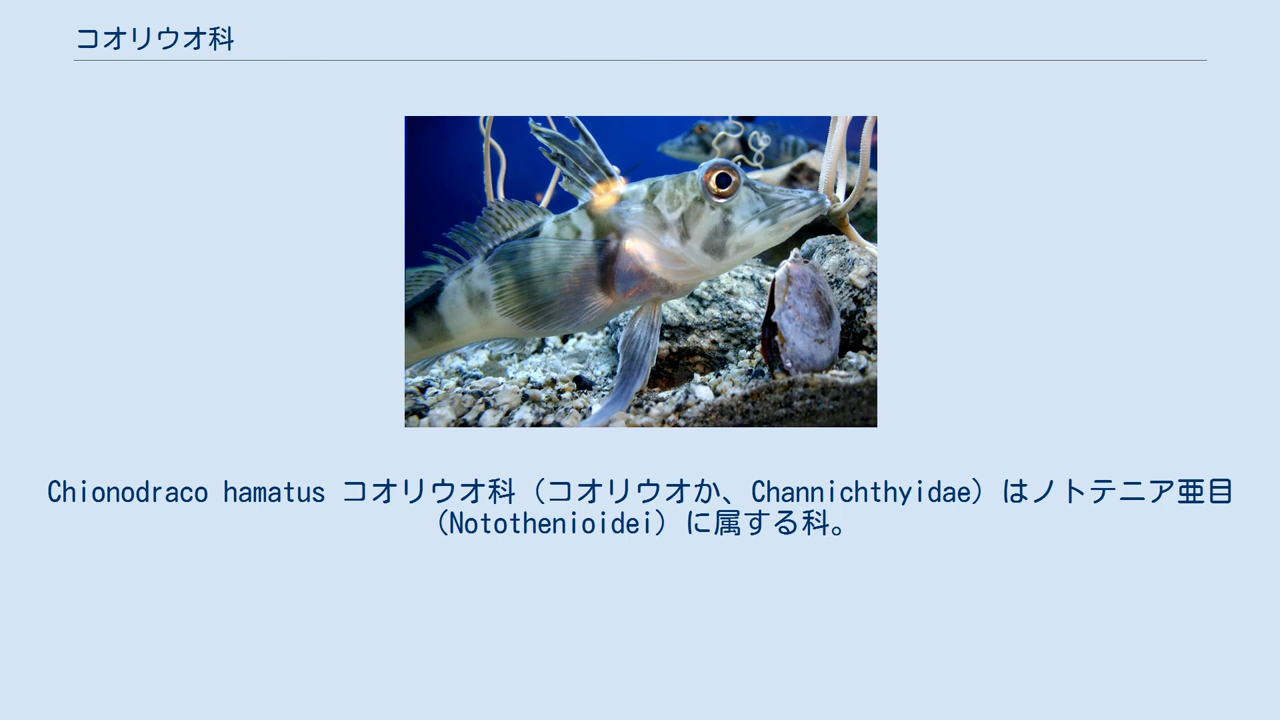 コオリウオ科
Chionodraco hamatus コオリウオ科（コオリウオか、Channichthyidae）はノトテニア亜目
（Notothenioidei）に属する科。